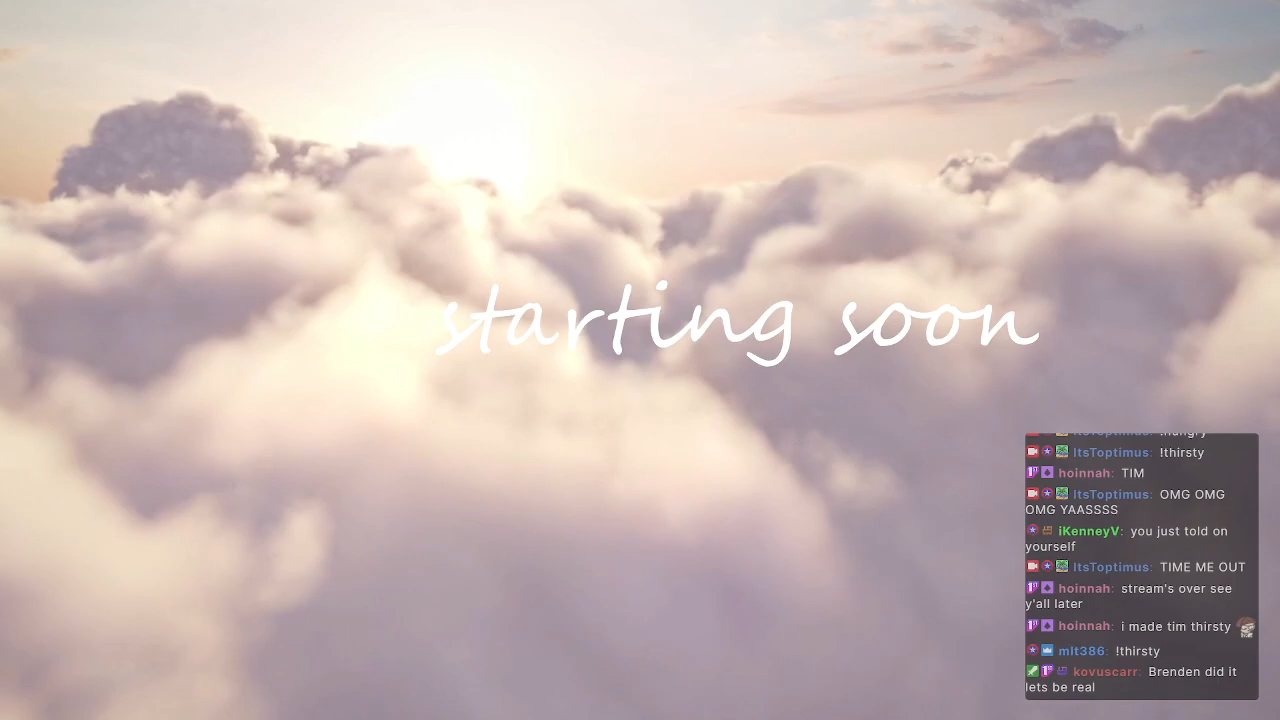 starting soon
ItsToptimus: !hungry
ItsToptimus: !thirsty
hoinnah: TIM
ItsToptimus: OMG OMG
OMG YAASSSS
iKenneyV: you just told on
yourself
ItsToptimus: TIME ME OUT
hoinnah: stream's over see
y'all later
hoinnah: i made tim thirsty
mlt386: !thirsty
kovuscarr: Brenden did it
lets be real